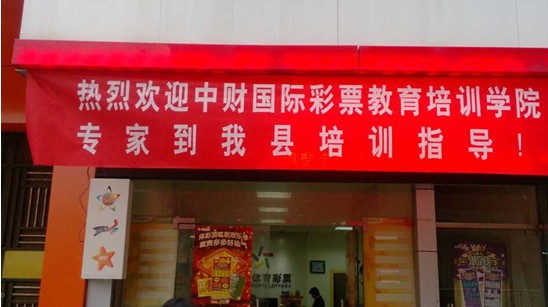 热烈欢迎中财国际彩票教育培训学院
专家到我县培训指导！
体育彩票